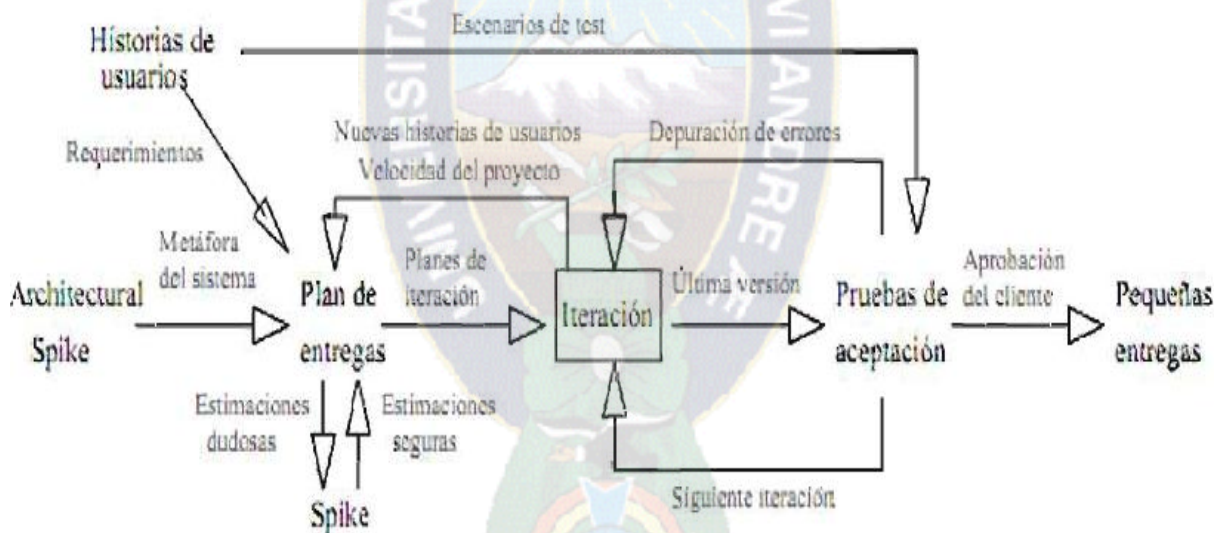 Escenarios de test
Historias de
usuarios
Nuevas historias de usuarios
Depuración de errores
Requerimientos
Velocidad del proyecto
Metáfora
del sistema
Planes de
iteración
Última versión
Aprobación
del cliente
Architectural
Spike
Plan de
entregas
Iteración
Pruebas de
aceptación
Pequeñas
entregas
Estimaciones
dudosas
Estimaciones
seguras
Siguiente iteración
Spike